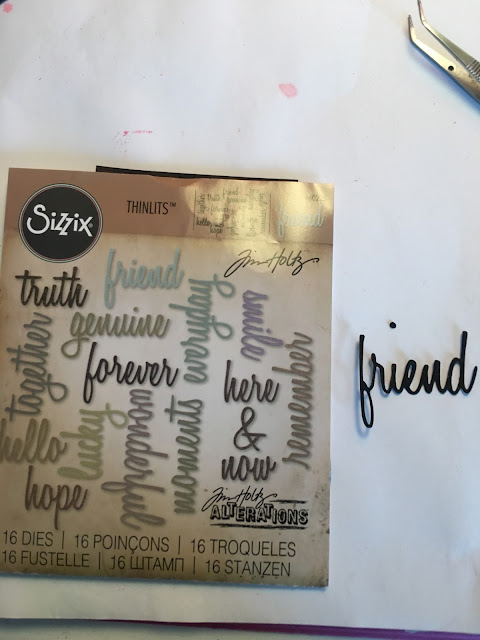 Sizzix®
THINLITS™
friend
Tim Holtz®
truth
friend
genuine
together
everyday
smile
forever
here
&
now
remember
hello
lucky
wonderful
moments
hope
Tim Holtz
ALTERATIONS
16 DIES | 16 POINÇONS | 16 TROQUELES
16 FUSTELLE | 16 ШТАМП | 16 STANZEN
friend